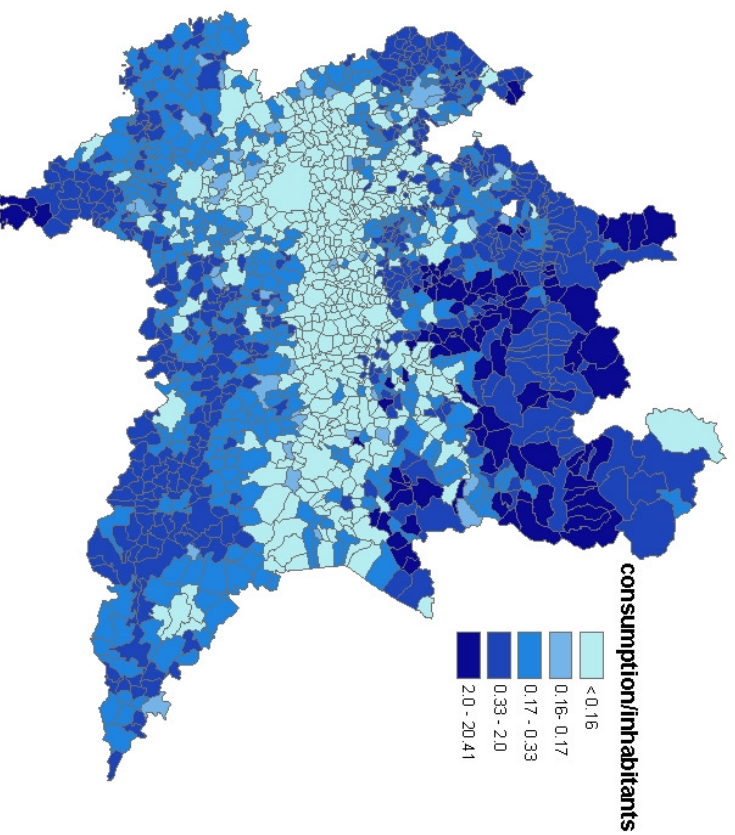 consumption/inhabitants
< 0.16
0.16- 0.17
0.17 - 0.33
0.33 - 2.0
2.0 - 20.41